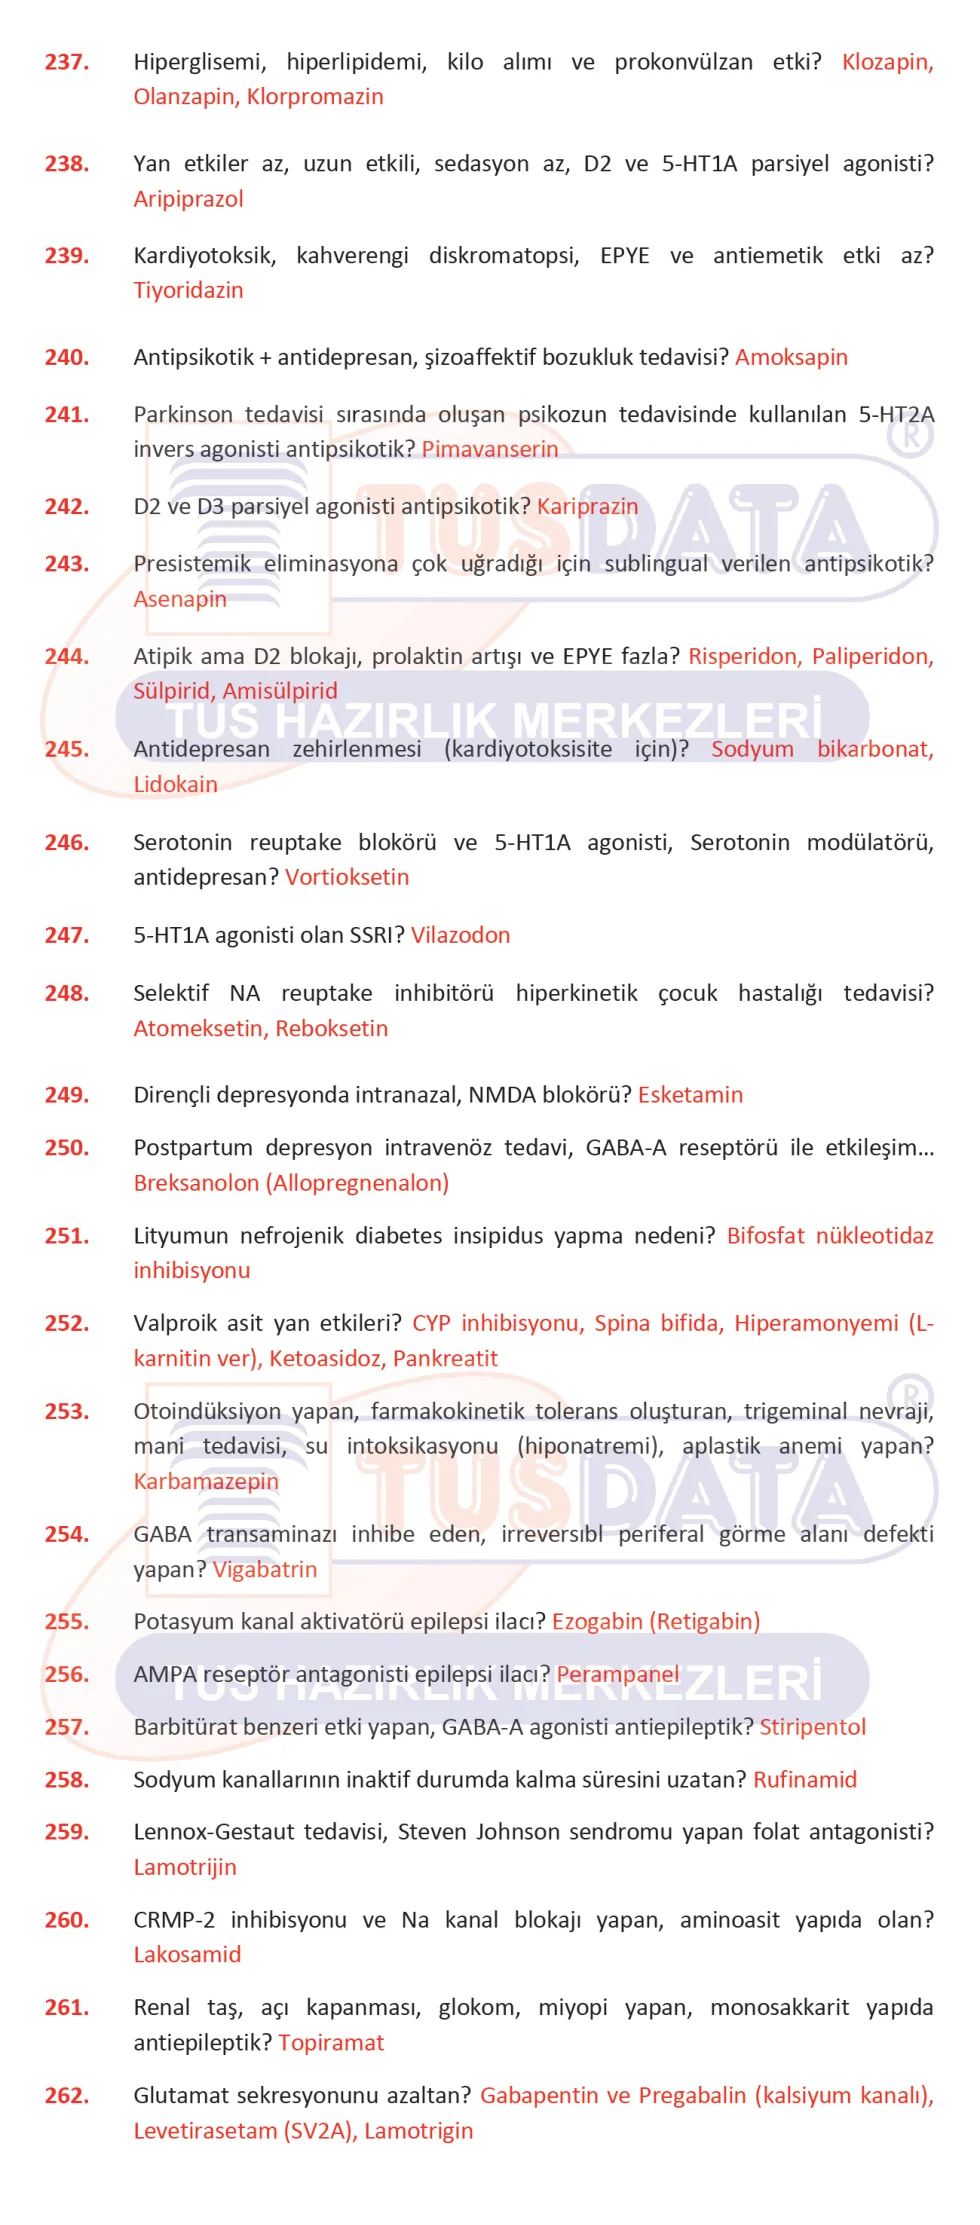 237. Hiperglisemi, hiperlipidemi, kilo alımı ve prokonvülzan etki? Klozapin,
Olanzapin, Klorpromazin
238. Yan etkiler az, uzun etkili, sedasyon az, D2 ve 5-HT1A parsiyel agonisti?
Aripiprazol
239. Kardiyotoksik, kahverengi diskromatopsi, EPYE ve antiemetik etki az?
Tiyoridazin
240. Antipsikotik + antidepresan, şizoaffektif bozukluk tedavisi? Amoksapin
241. Parkinson tedavisi sırasında oluşan psikozun tedavisinde kullanılan 5-HT2A
invers agonisti antipsikotik? Pimavanserin
®
242. D2 ve D3 parsiyel agonisti antipsikotik? Kariprazin
TUSDATA
243. Presistemik eliminasyona çok uğradığı için sublingual verilen antipsikotik?
Asenapin
244. Atipik ama D2 blokajı, prolaktin artışı ve EPYE fazla? Risperidon, Paliperidon,
Sülpirid, Amisülpirid
TUS HAZIRLIK MERKEZLERİ
245. Antidepresan zehirlenmesi (kardiyotoksisite için)? Sodyum bikarbonat,
Lidokain
246. Serotonin reuptake blokörü ve 5-HT1A agonisti, Serotonin modülatörü,
antidepresan? Vortioksetin
247. 5-HT1A agonisti olan SSRI? Vilazodon
248. Selektif NA reuptake inhibitörü hiperkinetik çocuk hastalığı tedavisi?
Atomeksetin, Reboksetin
249. Dirençli depresyonda intranazal, NMDA blokörü? Esketamin
250. Postpartum depresyon intravenöz tedavi, GABA-A reseptörü ile etkileşim...
Breksanolon (Allopregnenalon)
251. Lityumun nefrojenik diabetes insipidus yapma nedeni? Bifosfat nükleotidaz
inhibisyonu
252. Valproik asit yan etkileri? CYP inhibisyonu, Spina bifida, Hiperamonyemi (L-
karnitin ver), Ketoasidoz, Pankreatit
®
253. Otoindüksiyon yapan, farmakokinetik tolerans oluşturan, trigeminal nevraji,
mani tedavisi, su intoksikasyonu (hiponatremi), aplastik anemi yapan?
Karbamazepin
TUSDATA
254. GABA transaminazı inhibe eden, irreversıbl periferal görme alanı defekti
yapan? Vigabatrin
255. Potasyum kanal aktivatörü epilepsi ilacı? Ezogabin (Retigabin)
256. AMPA reseptör antagonisti epilepsi ilacı? Perampanel
TUS HAZIRLIK MERKEZLERİ
257. Barbitürat benzeri etki yapan, GABA-A agonisti antiepileptik? Stiripentol
258. Sodyum kanallarının inaktif durumda kalma süresini uzatan? Rufinamid
259. Lennox-Gestaut tedavisi, Steven Johnson sendromu yapan folat antagonisti?
Lamotrijin
260. CRMP-2 inhibisyonu ve Na kanal blokajı yapan, aminoasit yapıda olan?
Lakosamid
261. Renal taş, açı kapanması, glokom, miyopi yapan, monosakkarit yapıda
antiepileptik? Topiramat
262. Glutamat sekresyonunu azaltan? Gabapentin ve Pregabalin (kalsiyum kanalı),
Levetirasetam (SV2A), Lamotrigin